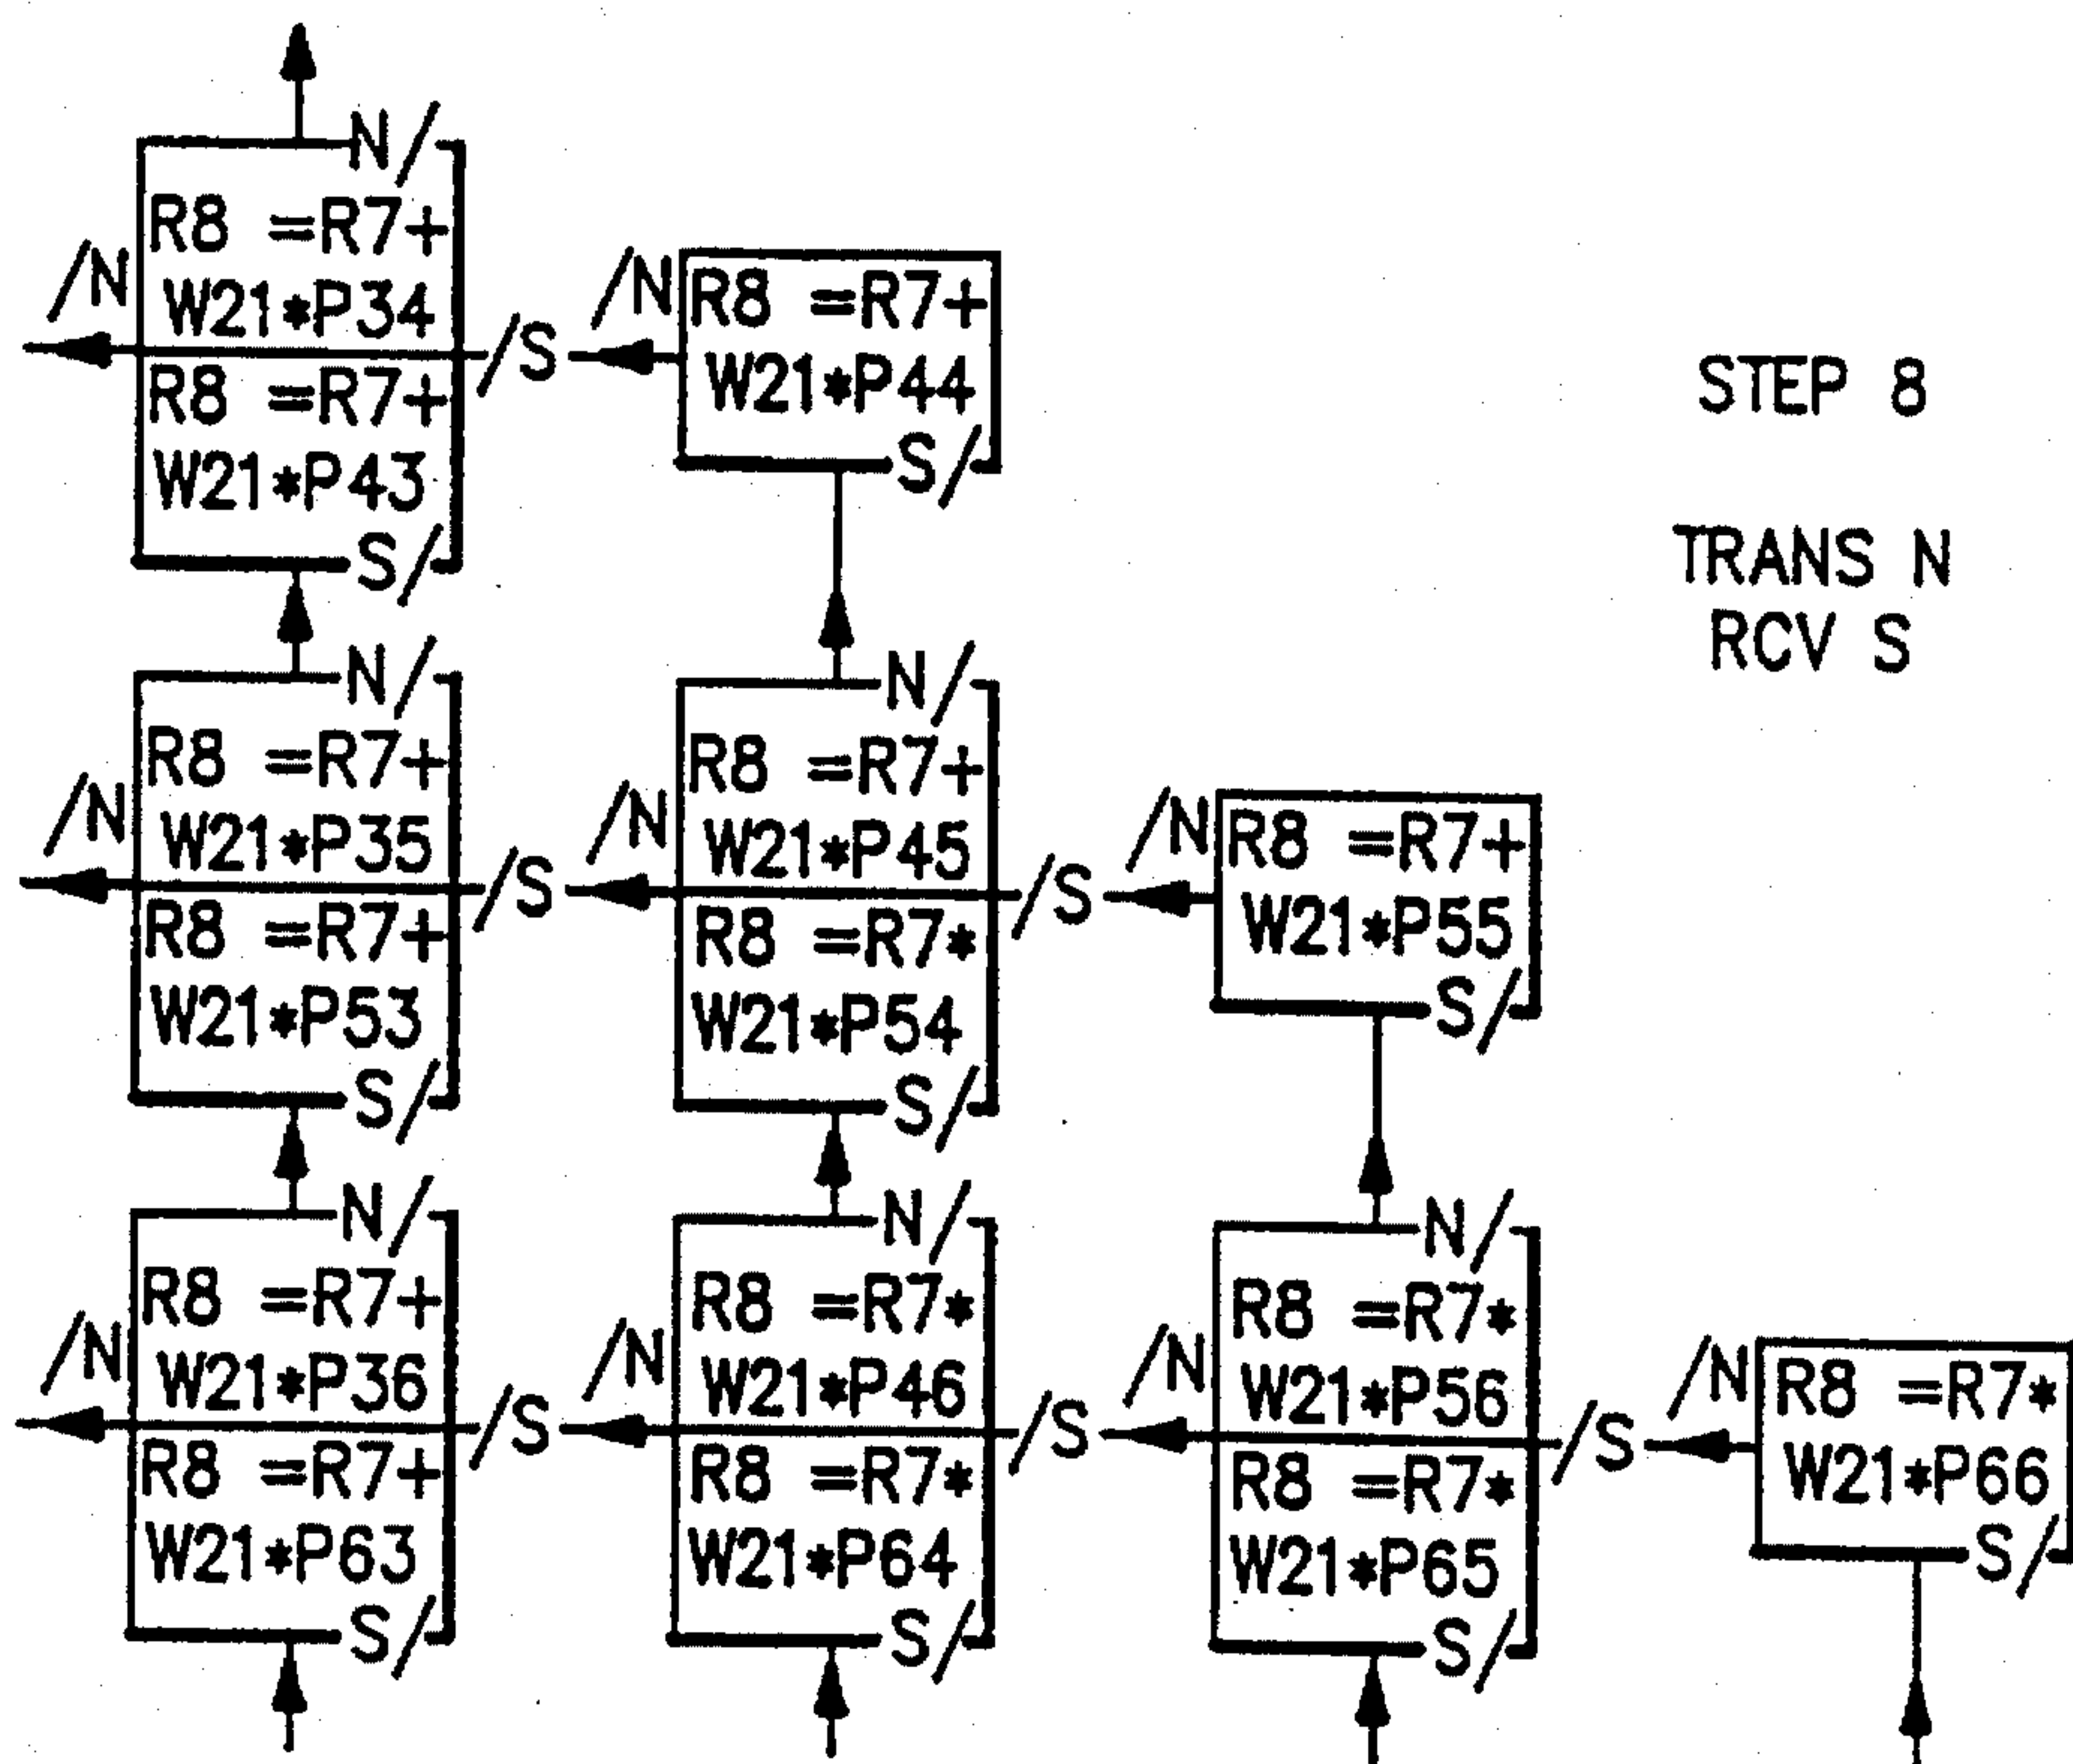 N/
/N
R8 =R7+
W21*P34
R8 =R7+
W21*P43
S/
/S
/N
R8 =R7+
W21*P44
S/
STEP 8
TRANS N
RCV S
N/
/N
R8 =R7+
W21*P35
R8 =R7+
W21*P53
S/
/S
N/
/N
R8 =R7+
W21*P45
R8 =R7*
W21*P54
S/
/S
/N
R8 =R7+
W21*P55
S/
N/
/N
R8 =R7+
W21*P36
R8 =R7+
W21*P63
S/
/S
N/
/N
R8 =R7*
W21*P46
R8 =R7*
W21*P64
S/
/S
N/
/N
R8 =R7*
W21*P56
R8 =R7*
W21*P65
S/
/S
/N
R8 =R7*
W21*P66
S/